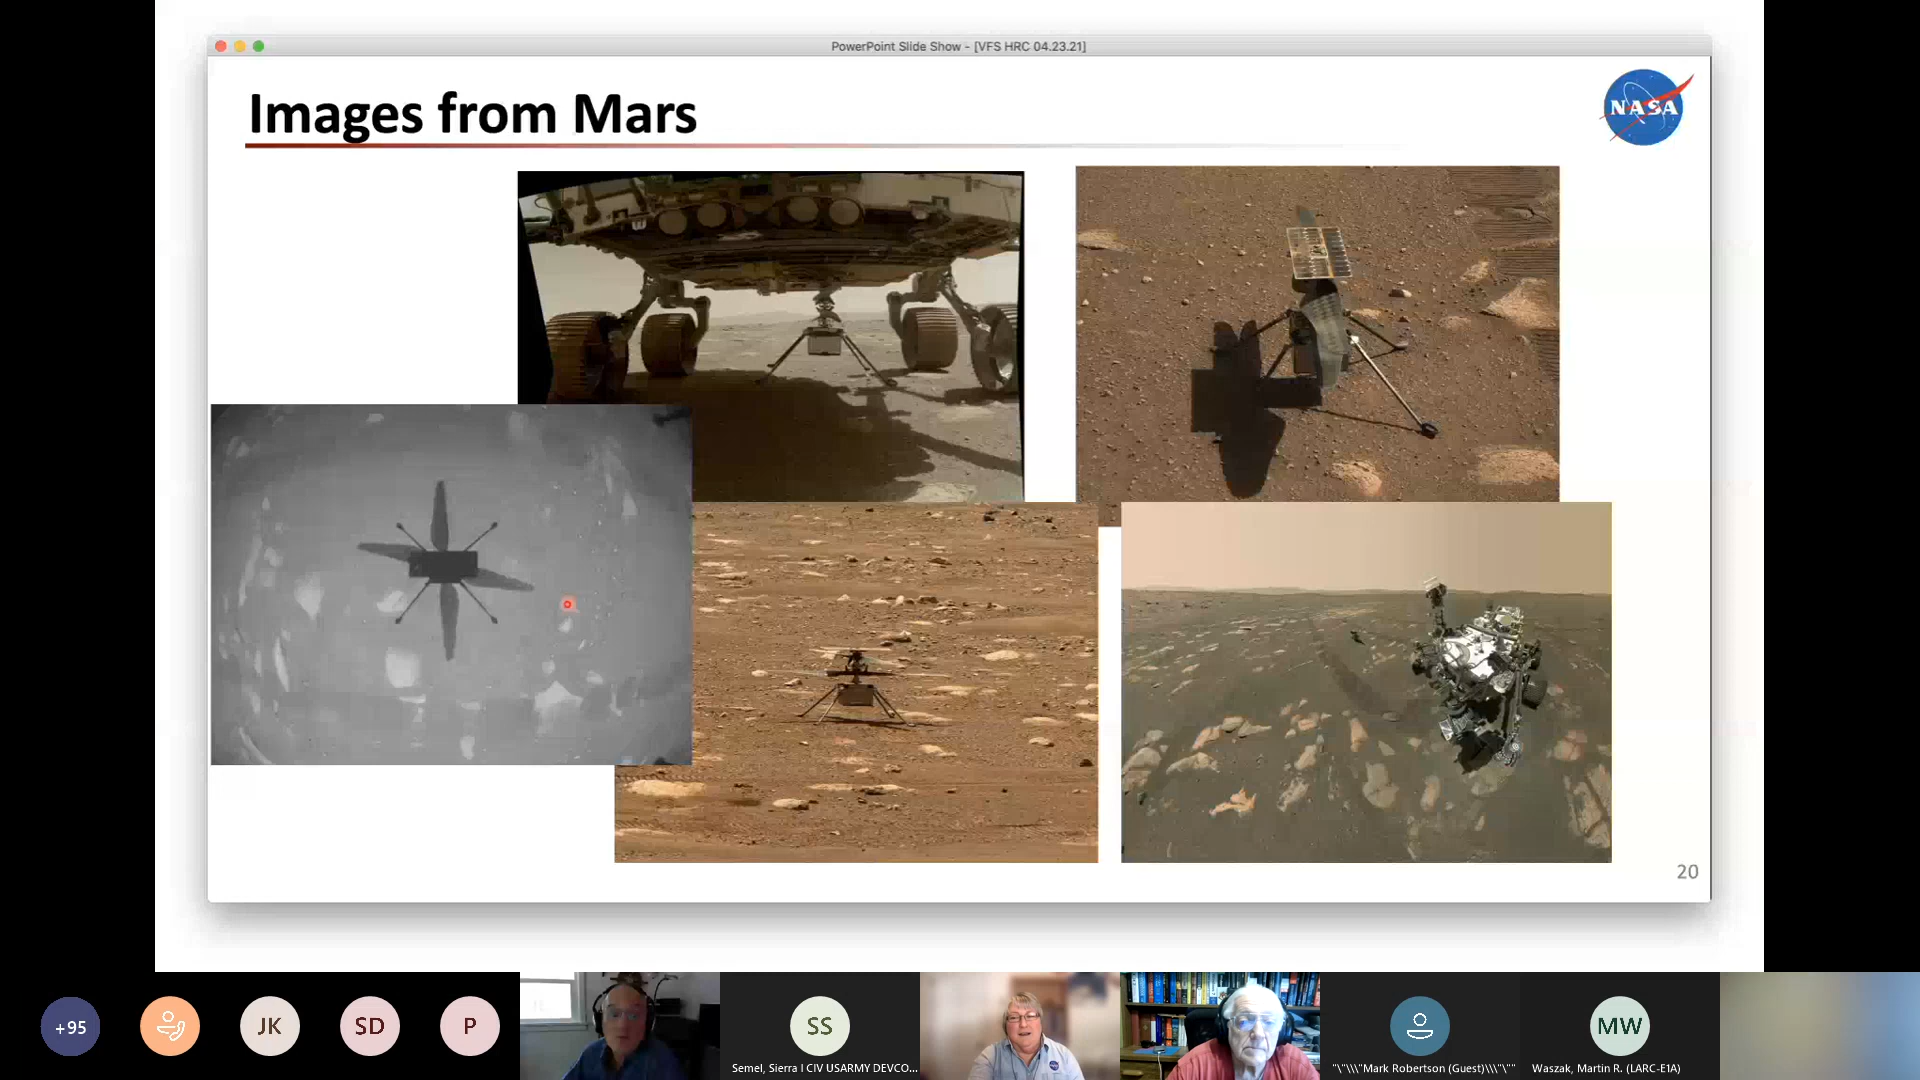 PowerPoint Slide Show - [VFS HRC 04.23.21]
Images from Mars
NASA
20
+95
JK
SD
P
SS
Semel, Sierra I CIV USARMY DEVCO...
"\"\\\"Mark Robertson (Guest)\\\"\""
MW
Waszak, Martin R. (LARC-E1A)